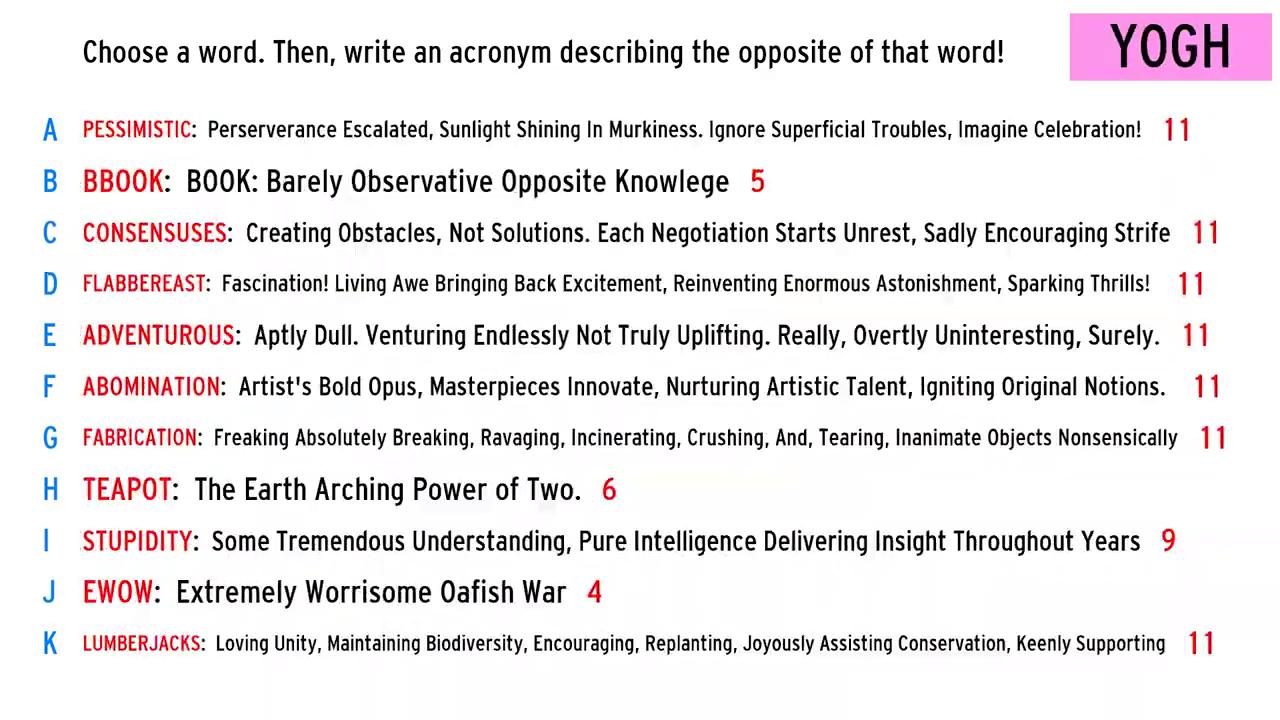 Choose a word. Then, write an acronym describing the opposite of that word!
YOGH
A PESSIMISTIC: Perserverance Escalated, Sunlight Shining In Murkiness. Ignore Superficial Troubles, Imagine Celebration! 11
B BBOOK: BOOK: Barely Observative Opposite Knowlege 5
C CONSENSUSES: Creating Obstacles, Not Solutions. Each Negotiation Starts Unrest, Sadly Encouraging Strife 11
D FLABBEREAST: Fascination! Living Awe Bringing Back Excitement, Reinventing Enormous Astonishment, Sparking Thrills! 11
E ADVENTUROUS: Aptly Dull. Venturing Endlessly Not Truly Uplifting. Really, Overtly Uninteresting, Surely. 11
F ABOMINATION: Artist's Bold Opus, Masterpieces Innovate, Nurturing Artistic Talent, Igniting Original Notions. 11
G FABRICATION: Freaking Absolutely Breaking, Ravaging, Incinerating, Crushing, And, Tearing, Inanimate Objects Nonsensically 11
H TEAPOT: The Earth Arching Power of Two. 6
I STUPIDITY: Some Tremendous Understanding, Pure Intelligence Delivering Insight Throughout Years 9
J EWOW: Extremely Worrisome Oafish War 4
K LUMBERJACKS: Loving Unity, Maintaining Biodiversity, Encouraging, Replanting, Joyously Assisting Conservation, Keenly Supporting 11